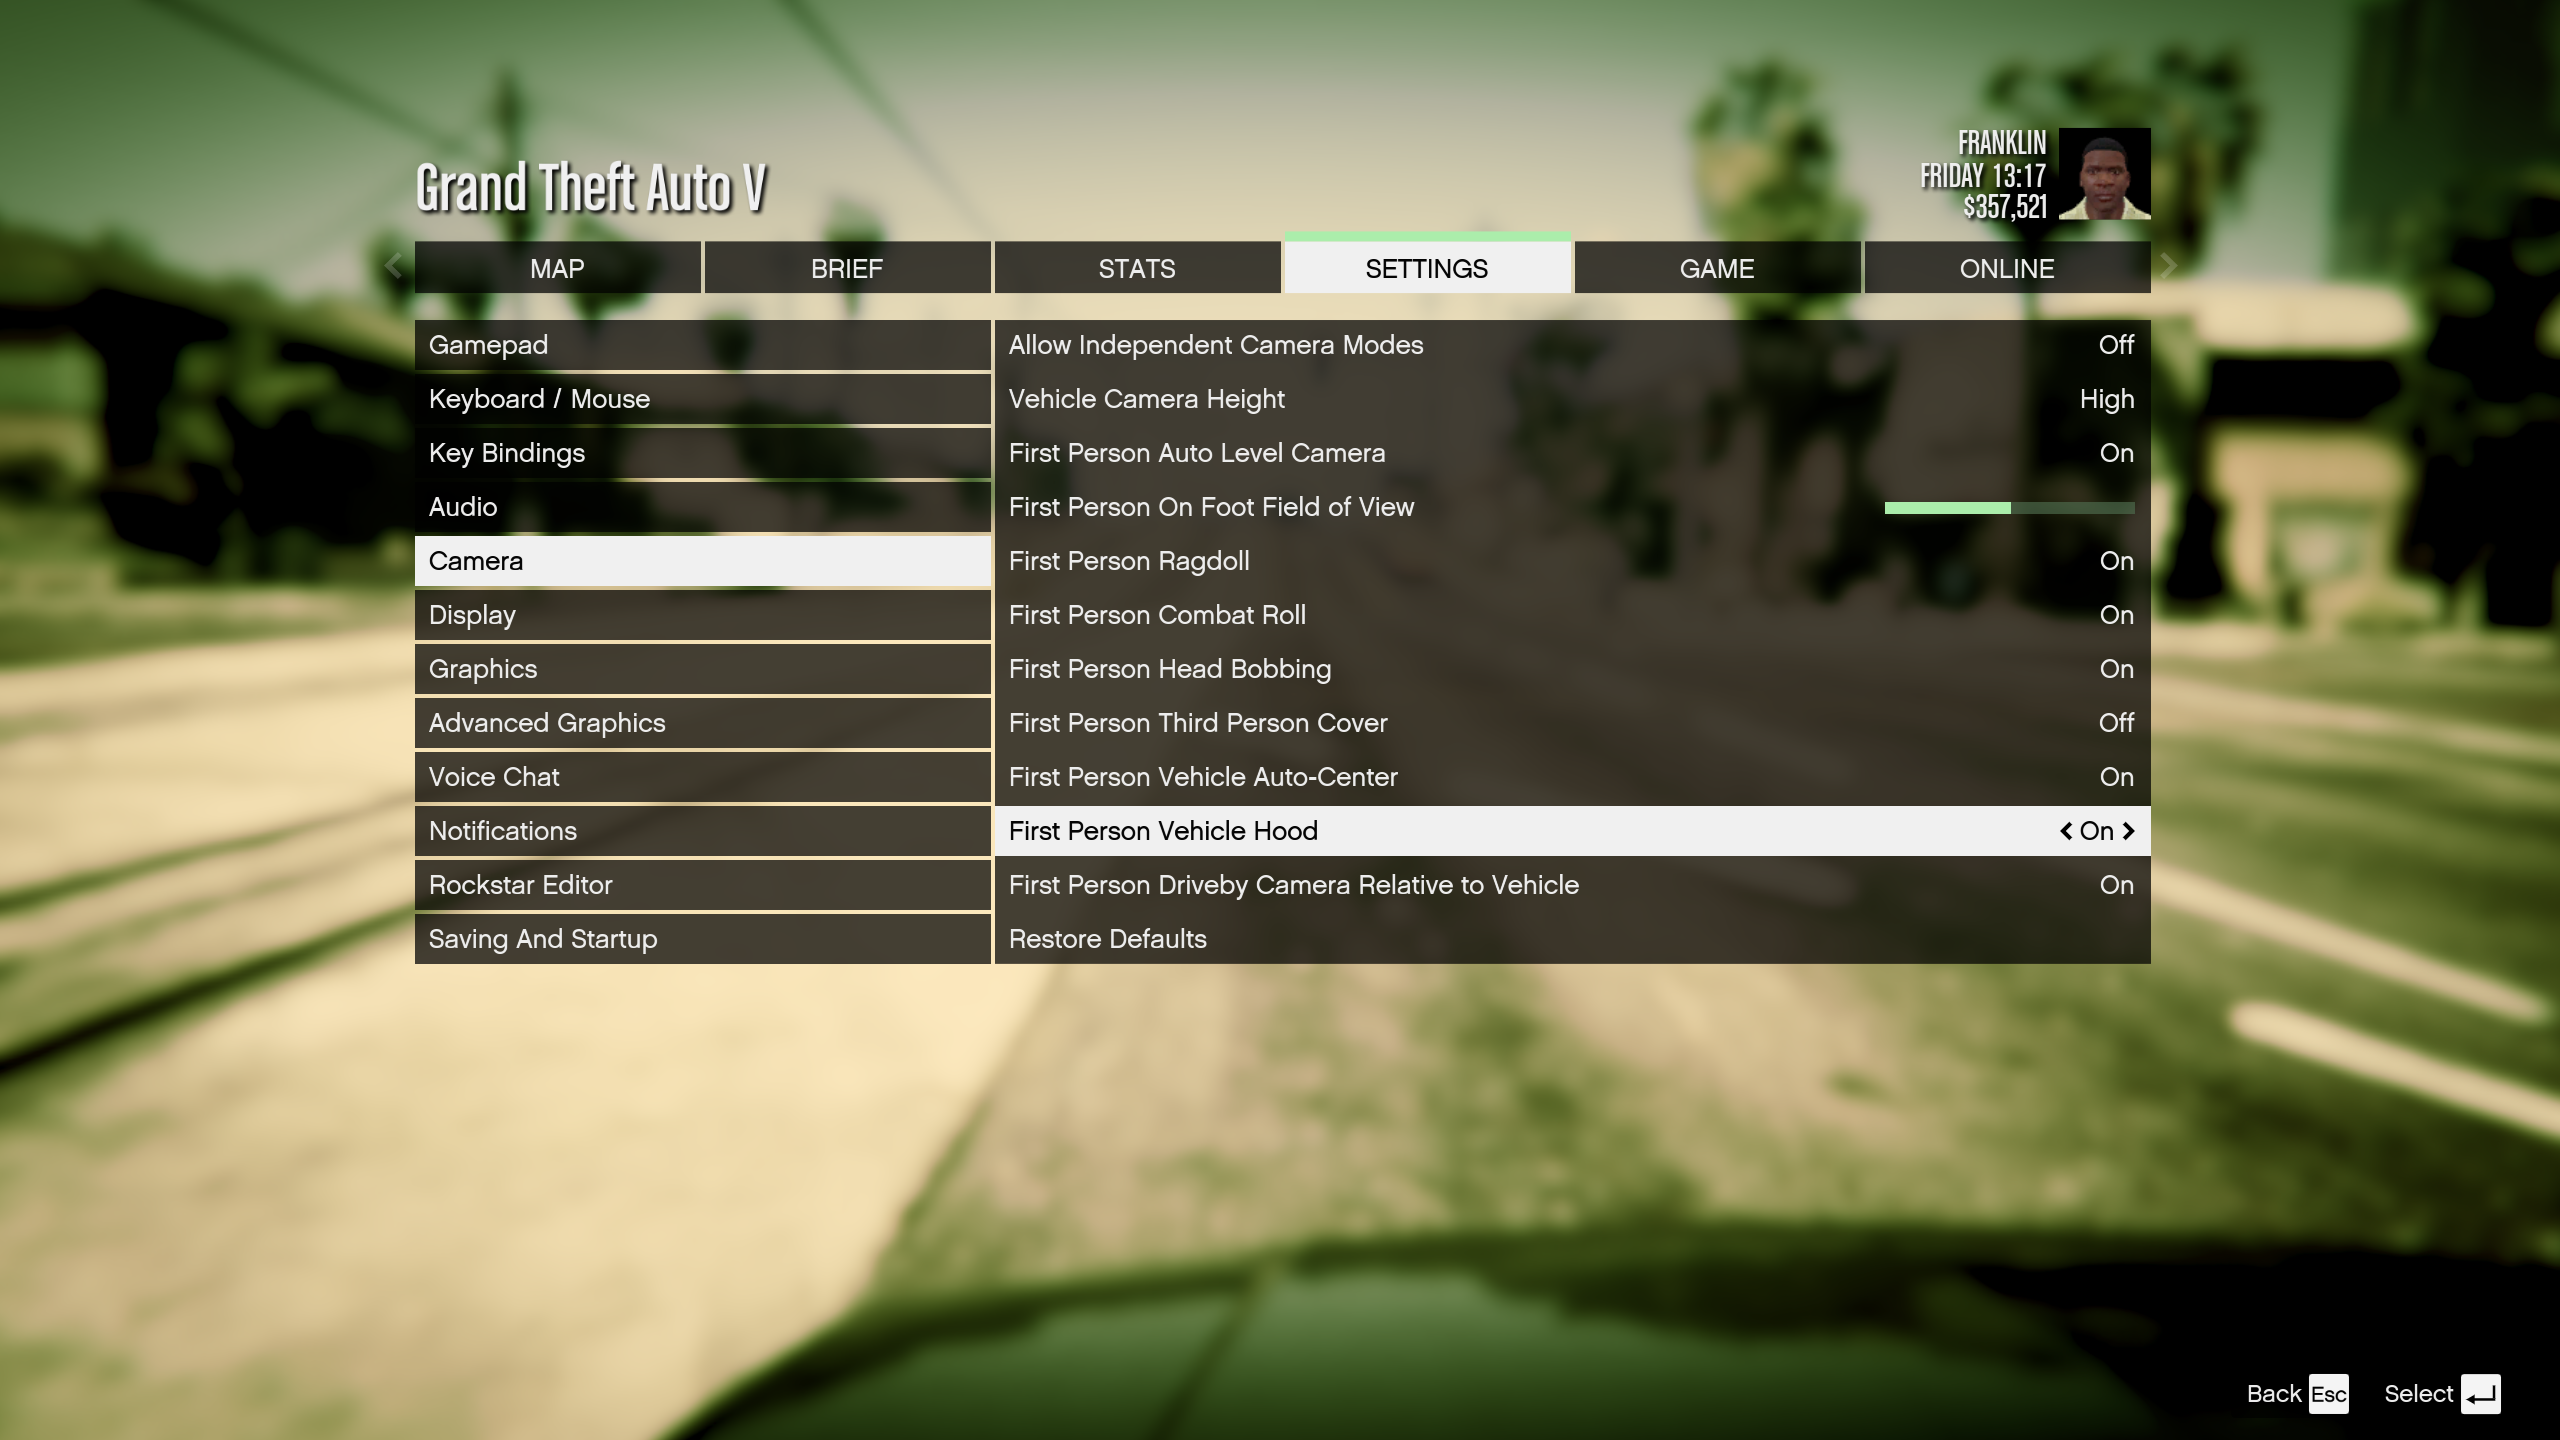 Grand Theft Auto V
FRANKLIN
FRIDAY 13:17
$357,521
MAP
BRIEF
STATS
SETTINGS
GAME
ONLINE
Gamepad
Keyboard / Mouse
Key Bindings
Audio
Camera
Display
Graphics
Advanced Graphics
Voice Chat
Notifications
Rockstar Editor
Saving And Startup
Allow Independent Camera Modes Off
Vehicle Camera Height High
First Person Auto Level Camera On
First Person On Foot Field of View
First Person Ragdoll On
First Person Combat Roll On
First Person Head Bobbing On
First Person Third Person Cover Off
First Person Vehicle Auto-Center On
First Person Vehicle Hood On
First Person Driveby Camera Relative to Vehicle On
Restore Defaults
Back Esc Select